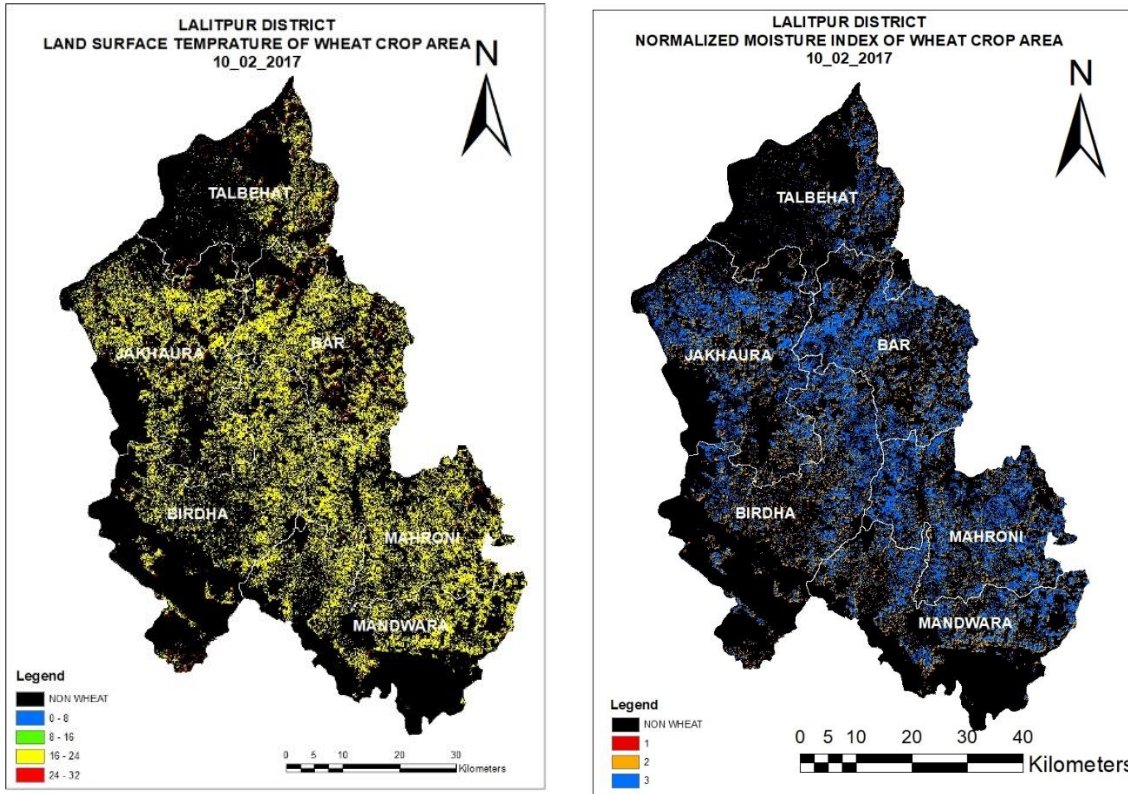 LALITPUR DISTRICT
LAND SURFACE TEMPRATURE OF WHEAT CROP AREA
10_02_2017
N
TALBEHAT
JAKHAURA
BAR
BIRDHA
MAHRONI
MANDWARA
Legend
NON WHEAT
0 - 8
8 - 16
16 - 24
24 - 32
0 5 10 20 30
Kilometers
LALITPUR DISTRICT
NORMALIZED MOISTURE INDEX OF WHEAT CROP AREA
10_02_2017
N
TALBEHAT
JAKHAURA
BAR
BIRDHA
MAHRONI
MANDWARA
Legend
NON WHEAT
1
2
3
0 5 10 20 30 40
Kilometers